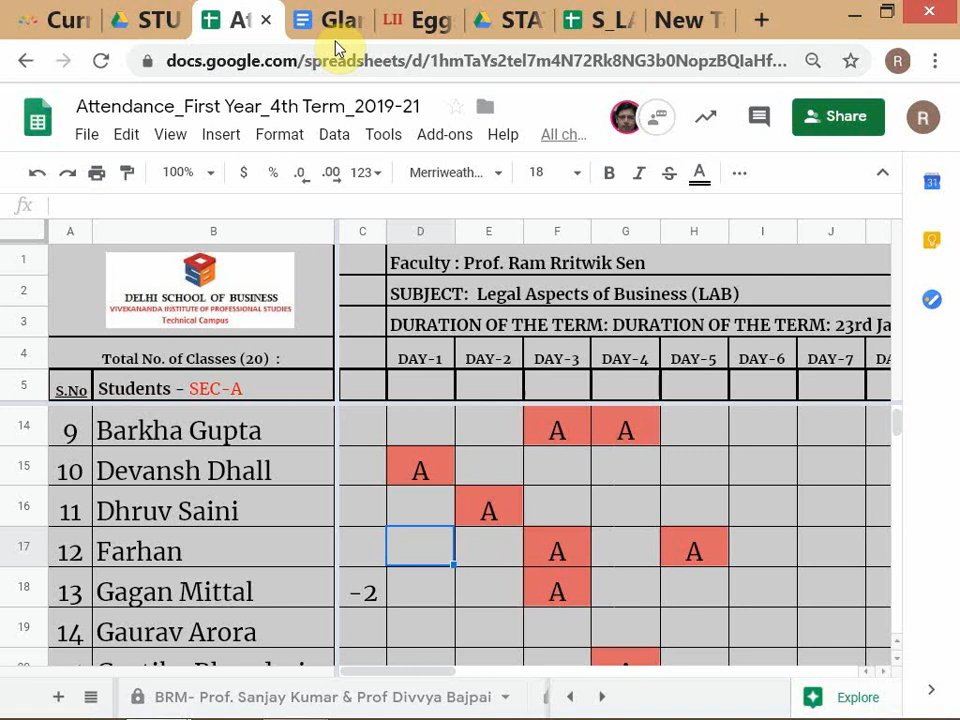 Curr
STU
At
Glar
LII Egg
STA
S_LA
New T
docs.google.com/spreadsheets/d/1hmTaYs2tel7m4N72Rk8NG3b0NopzBQIaHf...
R
Attendance_First Year_4th Term_2019-21
File Edit View Insert Format Data Tools Add-ons Help All ch...
Share
R
100% $ % .0 .00 123 Merriweath... 18 B I S A ...
fx
A B C D E F G H I J
1 Faculty : Prof. Ram Rritwik Sen
DELHI SCHOOL OF BUSINESS
VIVEKANANDA INSTITUTE OF PROFESSIONAL STUDIES
Technical Campus
2 SUBJECT: Legal Aspects of Business (LAB)
3 DURATION OF THE TERM: DURATION OF THE TERM: 23rd Ja
4 Total No. of Classes (20) : DAY-1 DAY-2 DAY-3 DAY-4 DAY-5 DAY-6 DAY-7 DA
5 S.No Students - SEC-A
14 9 Barkha Gupta A A
15 10 Devansh Dhall A
16 11 Dhruv Saini A
17 12 Farhan A A
18 13 Gagan Mittal -2 A
19 14 Gaurav Arora
BRM- Prof. Sanjay Kumar & Prof Divvya Bajpai
Explore
31